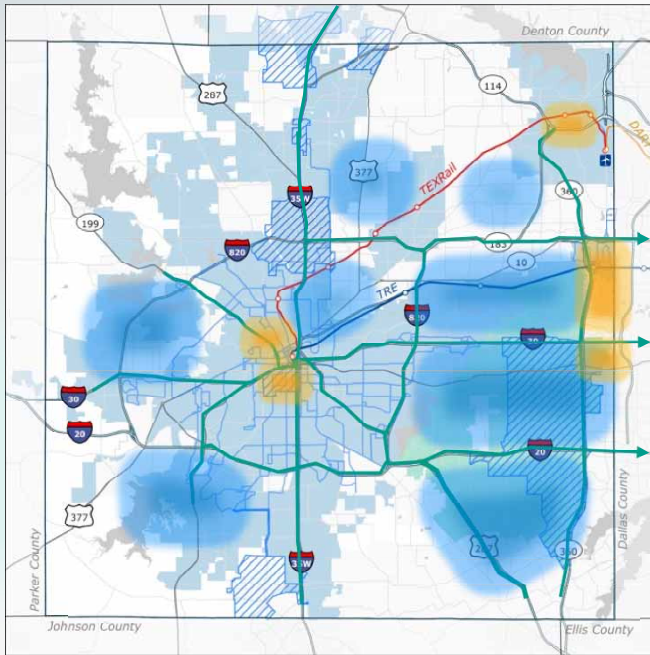 Denton County
287
114
DART
377
TEXRail
35W
360
199
183
820
10
TRE
820
30
30
20
20
377
287
35W
360
Parker County
Dallas County
Johnson County
Ellis County